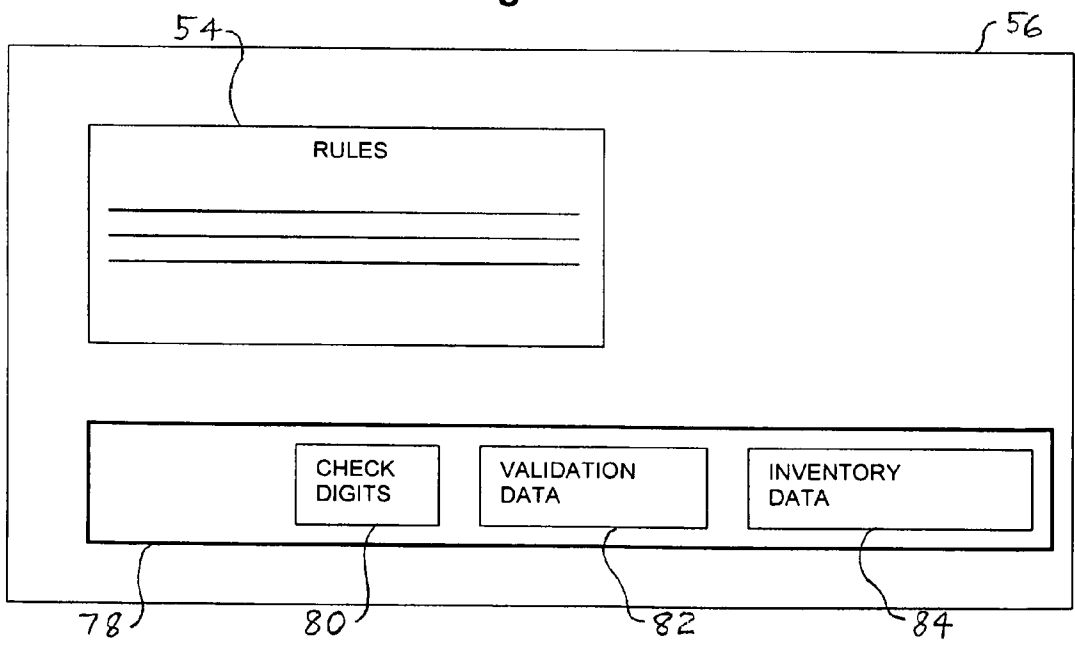 54
56
RULES
CHECK
DIGITS
VALIDATION
DATA
INVENTORY
DATA
78
80
82
84